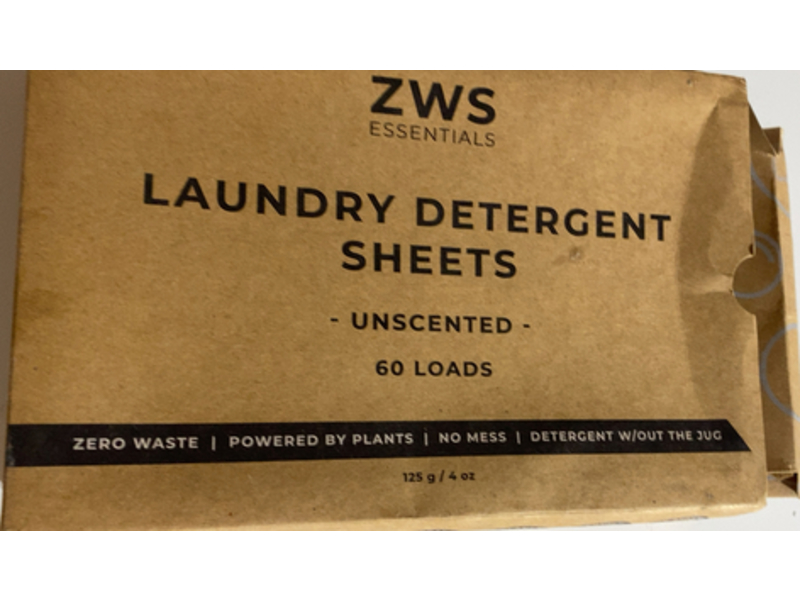 ZWS
ESSENTIALS
LAUNDRY DETERGENT
SHEETS
- UNSCENTED -
60 LOADS
ZERO WASTE | POWERED BY PLANTS | NO MESS | DETERGENT W/OUT THE JUG
125 g / 4 oz